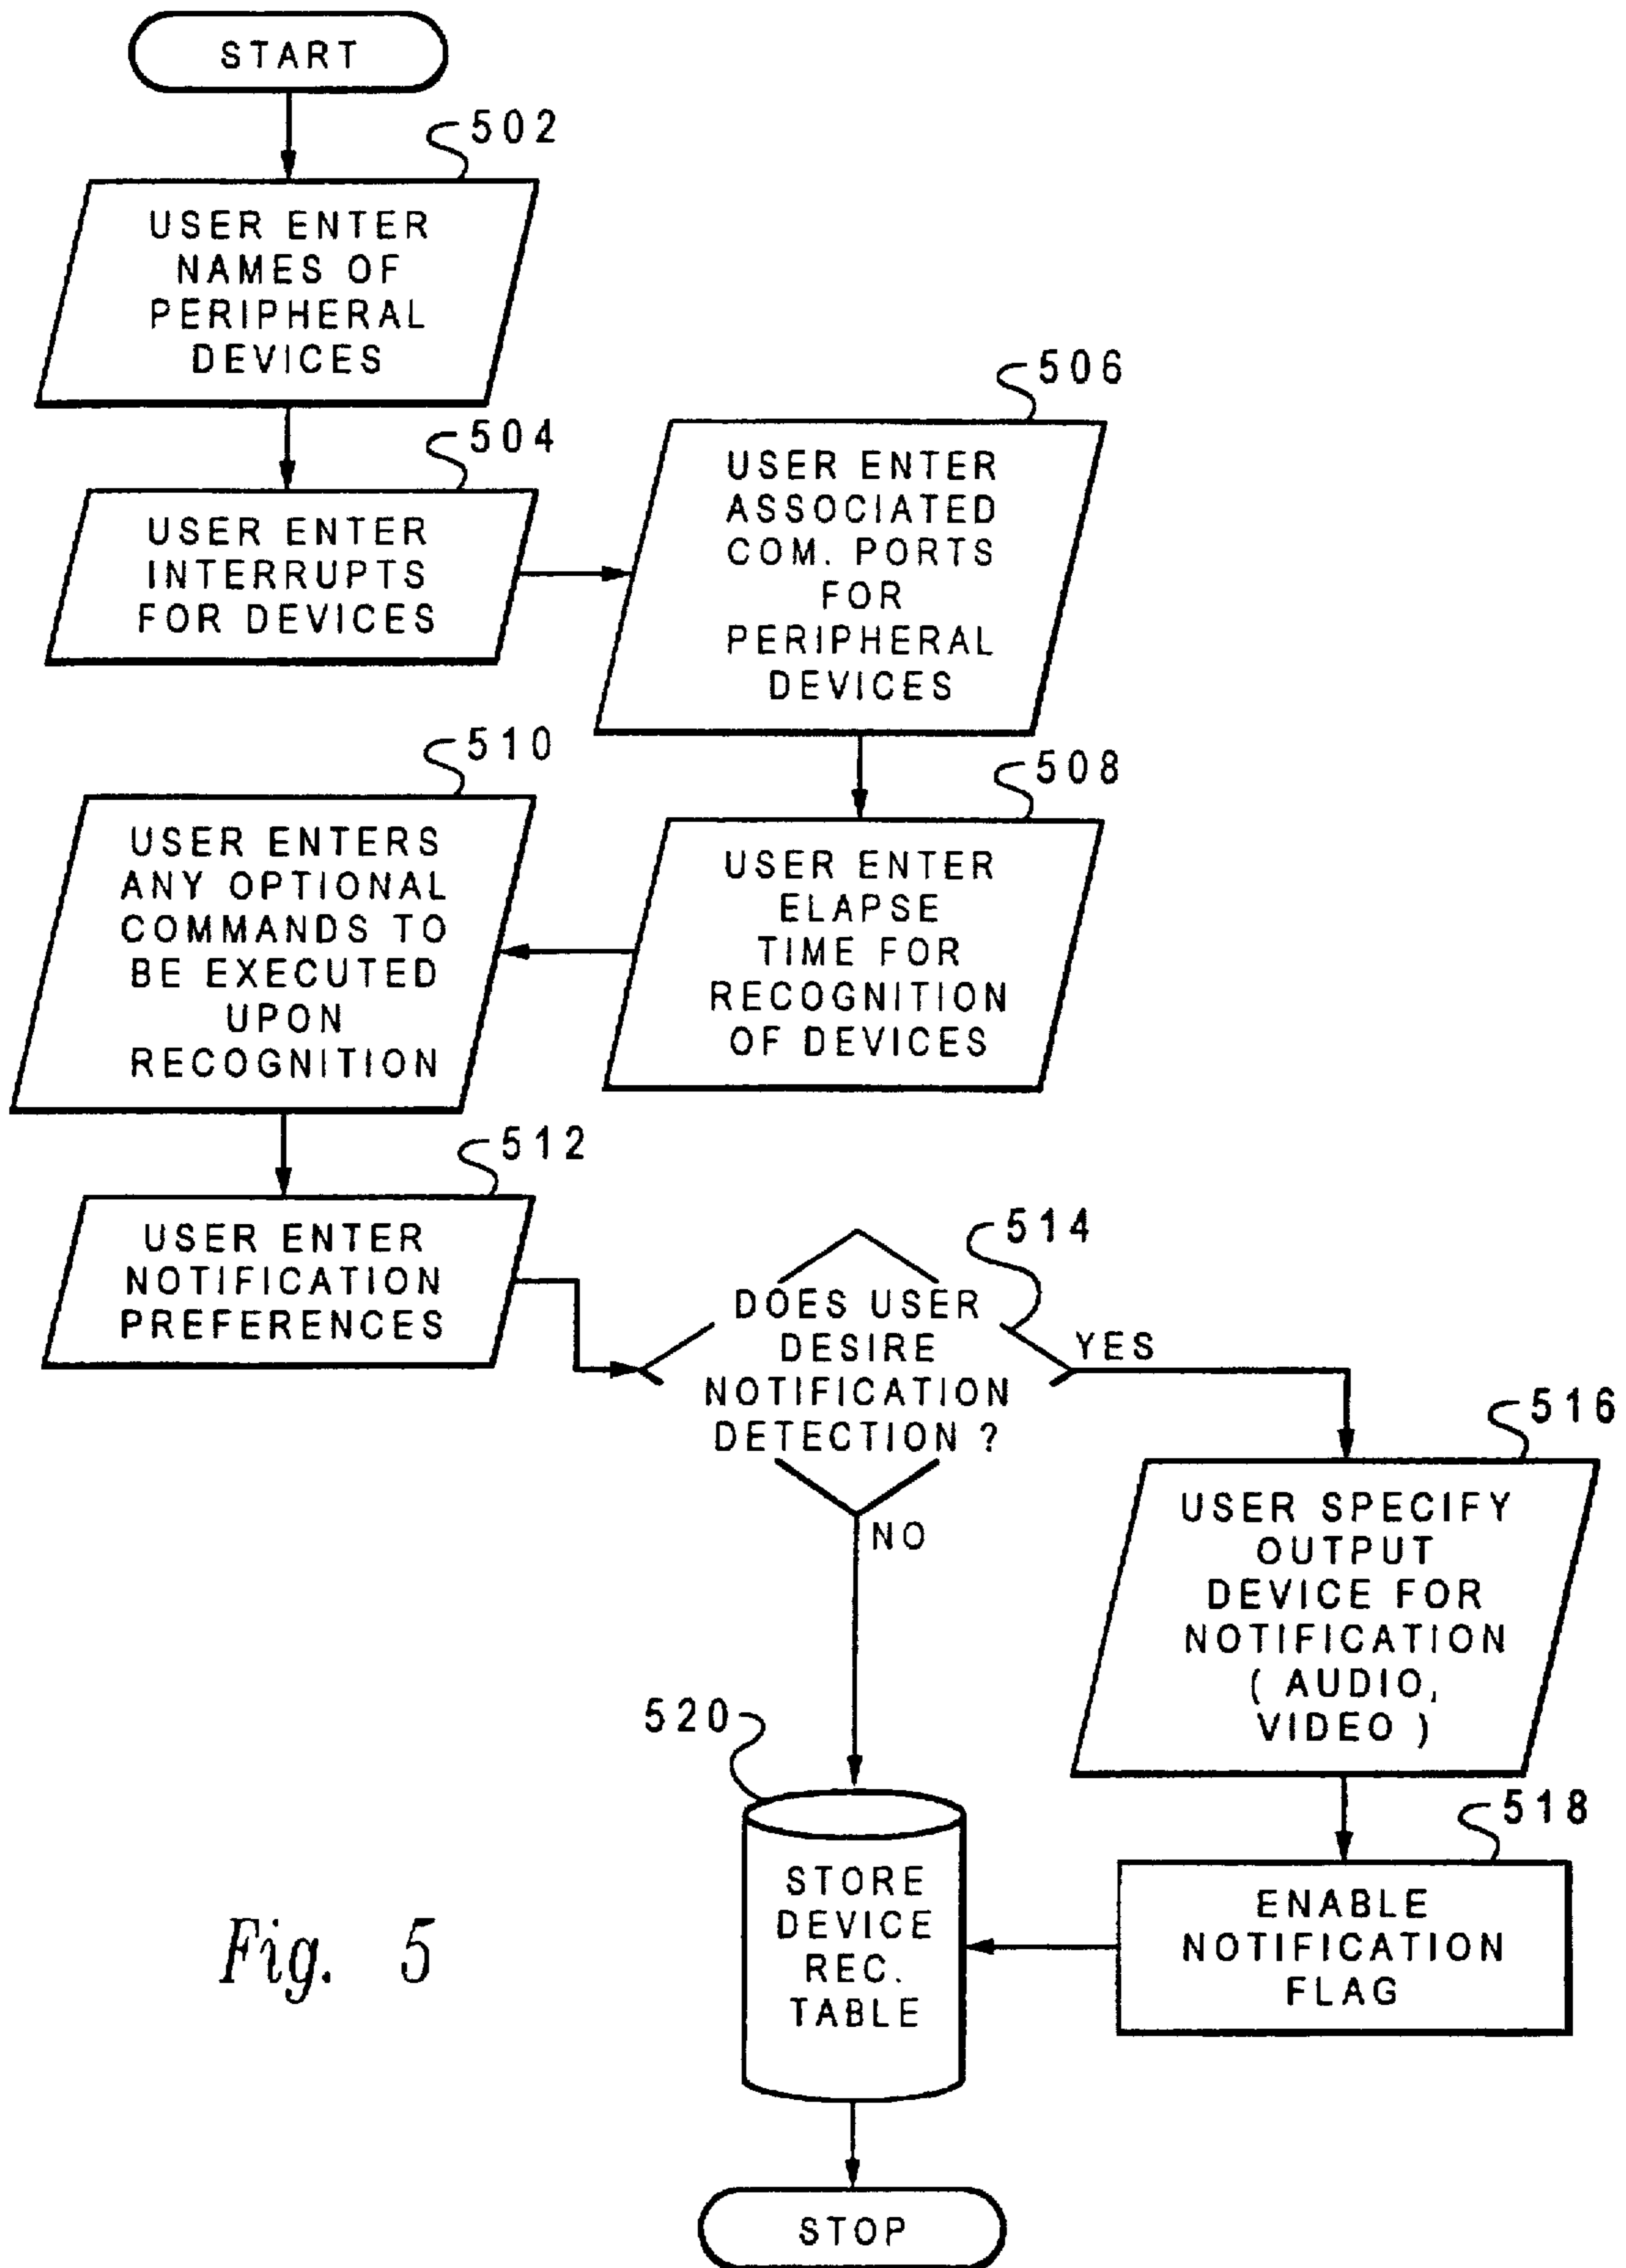 START
502
USER ENTER
NAMES OF
PERIPHERAL
DEVICES
504
USER ENTER
INTERRUPTS
FOR DEVICES
506
USER ENTER
ASSOCIATED
COM. PORTS
FOR
PERIPHERAL
DEVICES
508
USER ENTER
ELAPSE
TIME FOR
RECOGNITION
OF DEVICES
510
USER ENTERS
ANY OPTIONAL
COMMANDS TO
BE EXECUTED
UPON
RECOGNITION
512
USER ENTER
NOTIFICATION
PREFERENCES
514
DOES USER
DESIRE
NOTIFICATION
DETECTION ?
YES
NO
516
USER SPECIFY
OUTPUT
DEVICE FOR
NOTIFICATION
( AUDIO,
VIDEO )
518
ENABLE
NOTIFICATION
FLAG
520
STORE
DEVICE
REC.
TABLE
STOP
Fig. 5